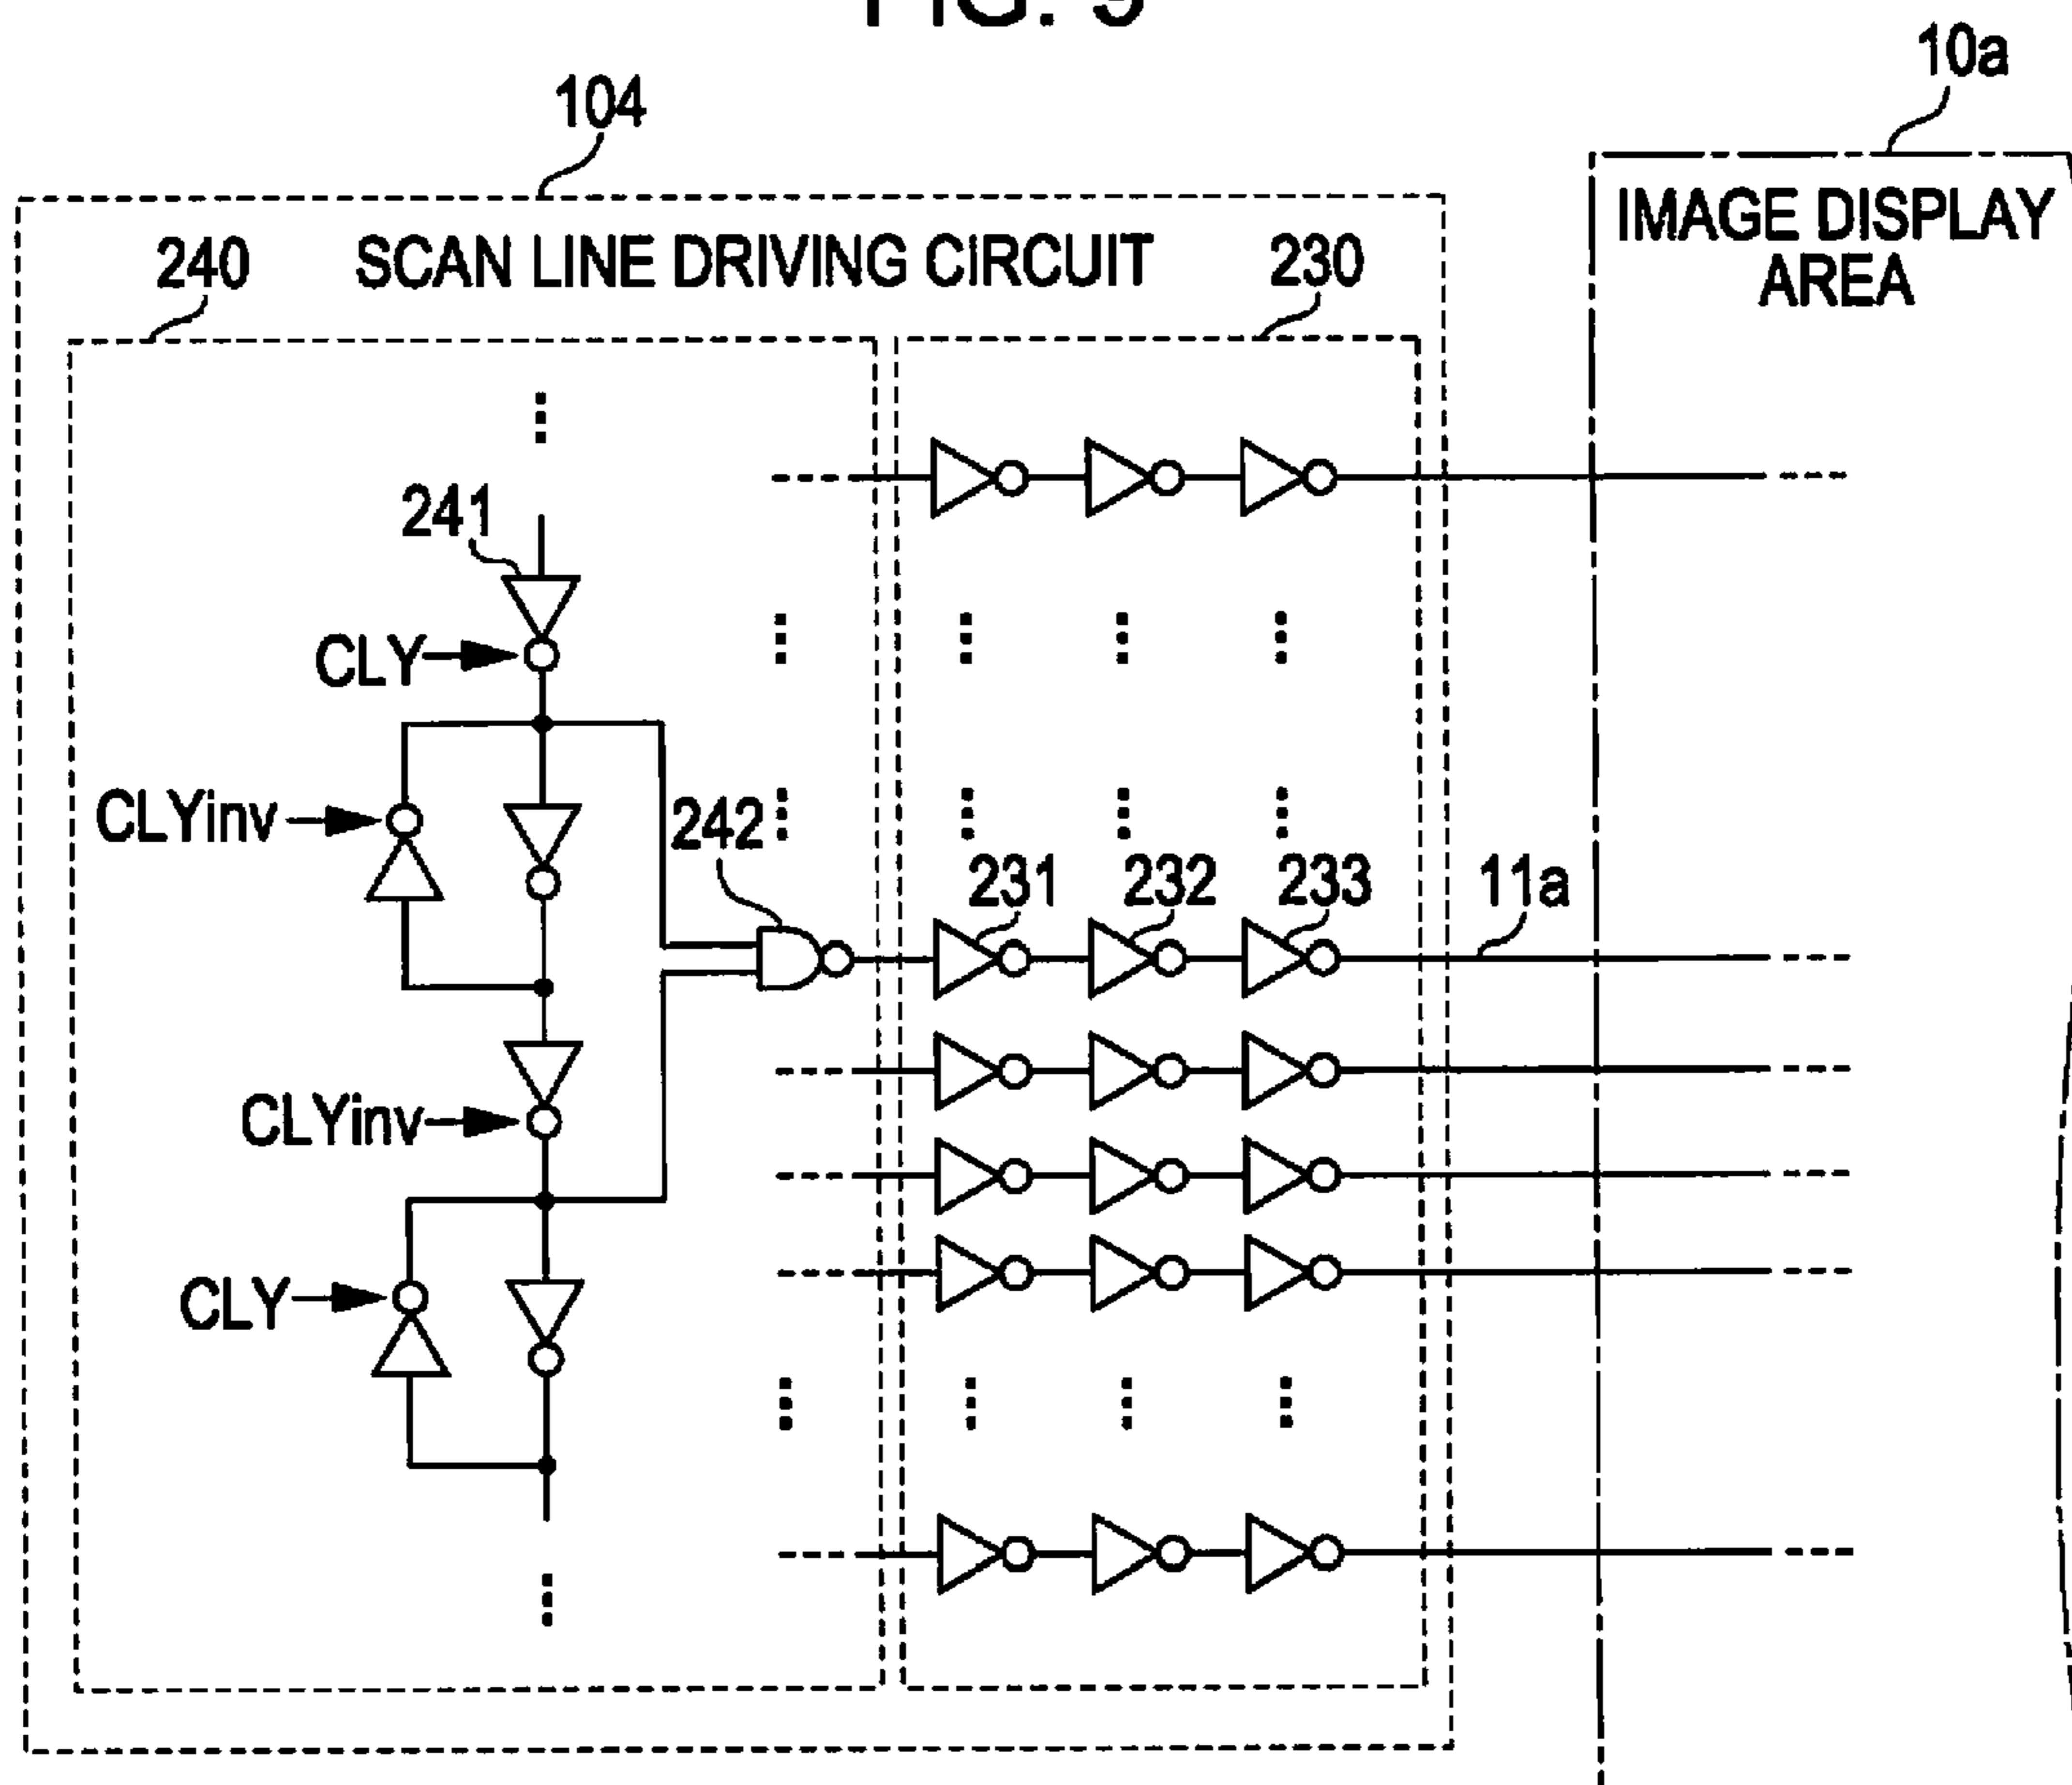 10a
104
IMAGE DISPLAY
AREA
240 SCAN LINE DRIVING CIRCUIT 230
241
CLY
CLYinv
242
231 232 233 11a
CLYinv
CLY